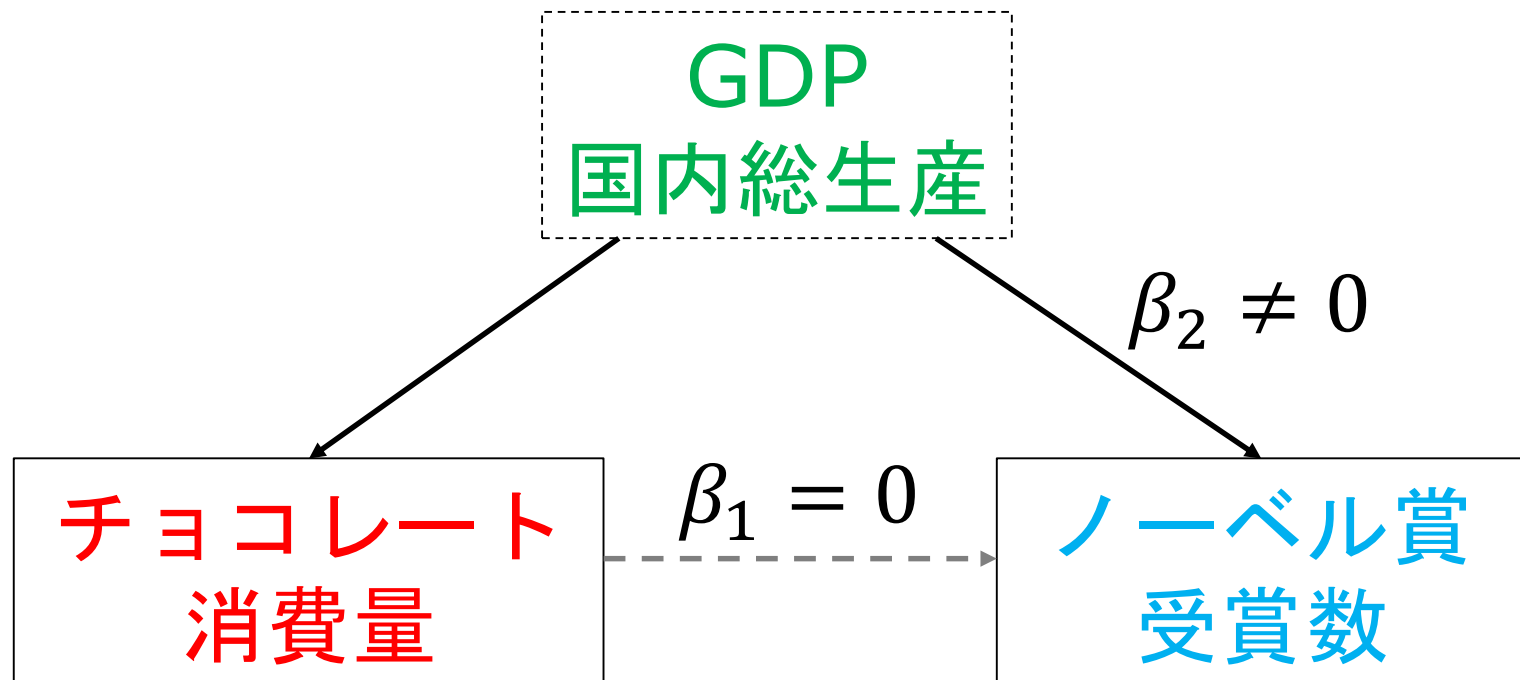 GDP
国内総生産
β₂ ≠ 0
β₁ = 0
チョコレート
消費量
ノーベル賞
受賞数